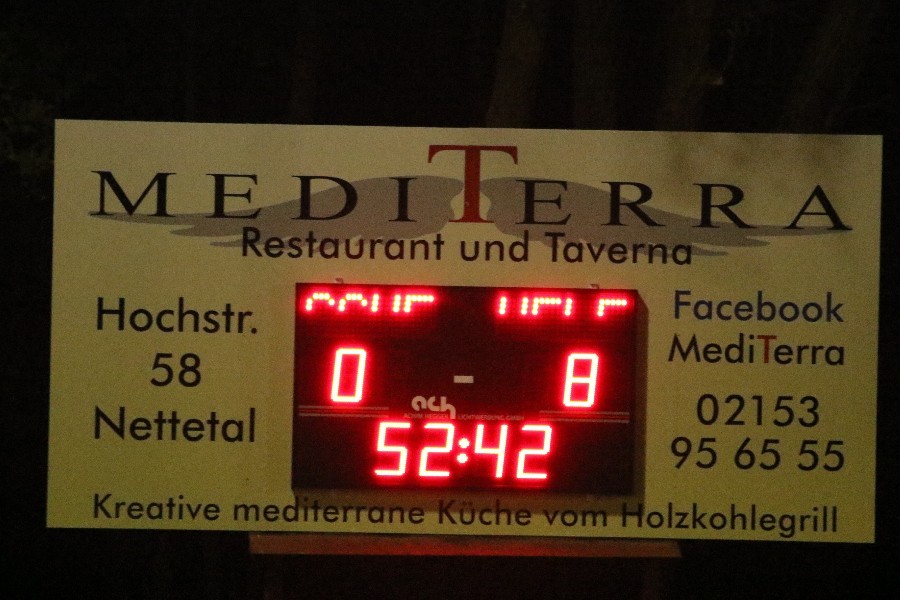 MEDITERRA
Restaurant und Taverna
Hochstr.
58
Nettetal
0 - 8
ach
52:42
Facebook
MediTerra
02153
95 65 55
Kreative mediterrane Küche vom Holzkohlegrill